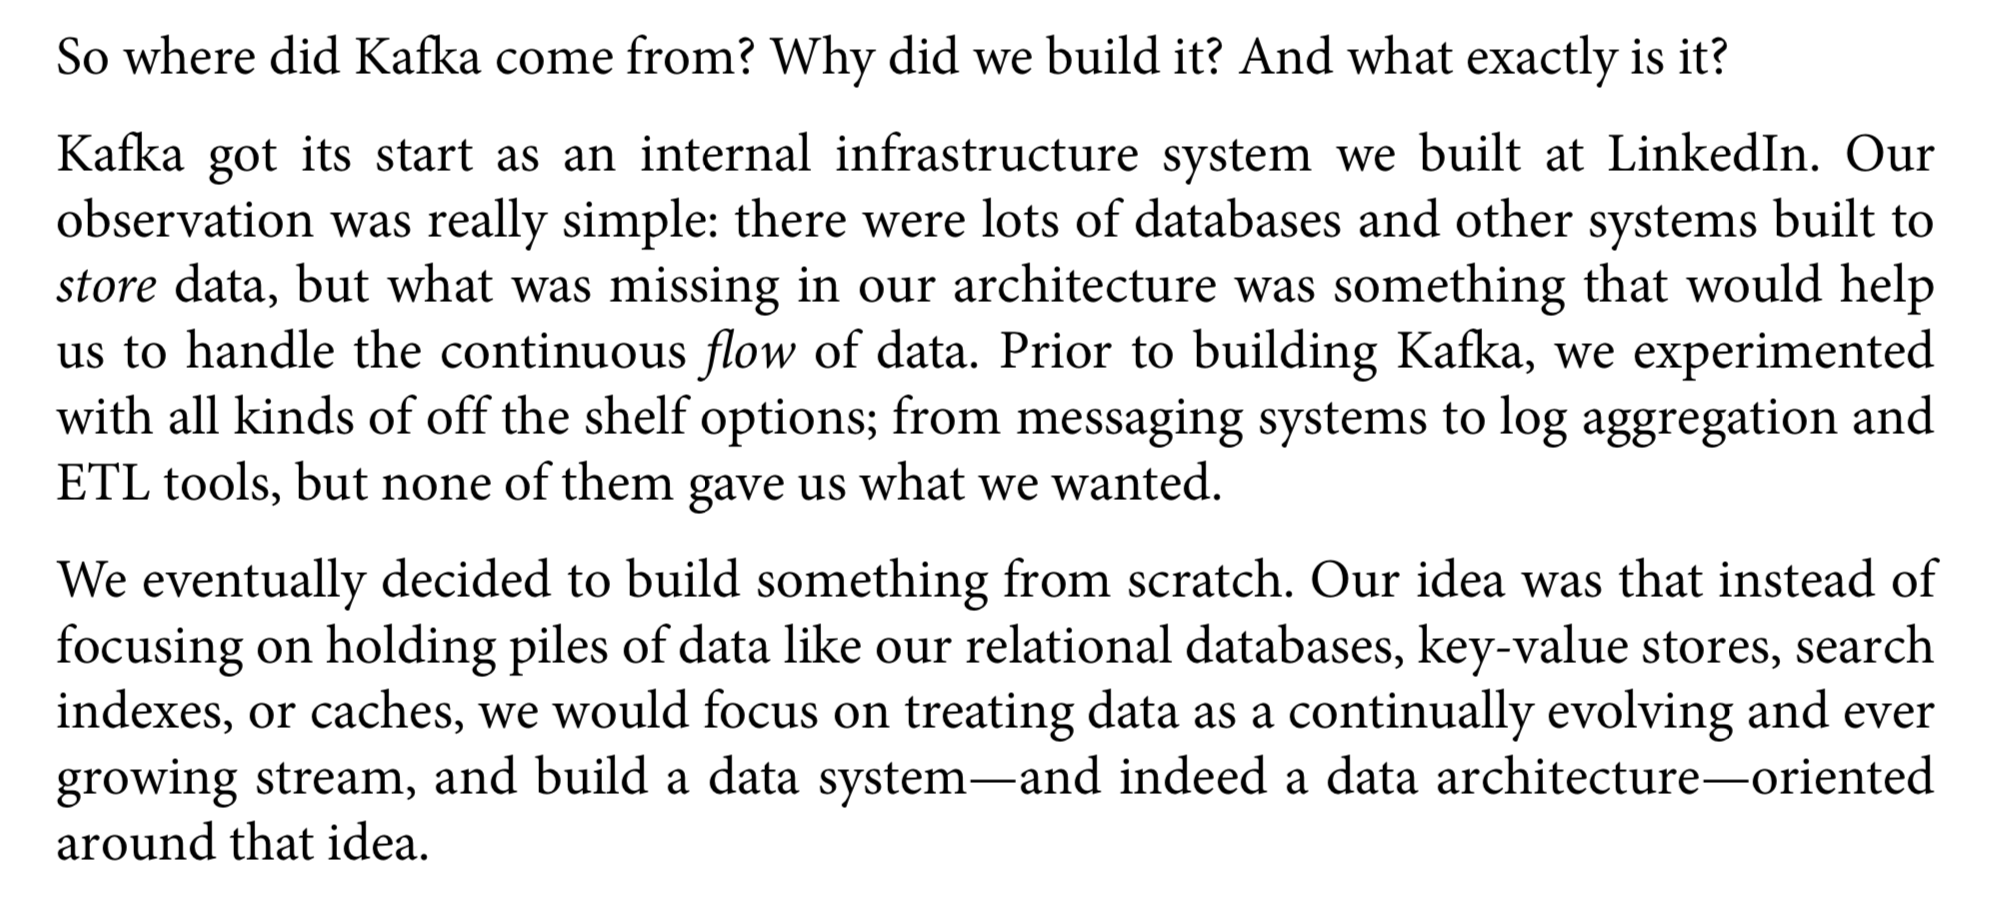 So where did Kafka come from? Why did we build it? And what exactly is it?
Kafka got its start as an internal infrastructure system we built at LinkedIn. Our
observation was really simple: there were lots of databases and other systems built to
store data, but what was missing in our architecture was something that would help
us to handle the continuous flow of data. Prior to building Kafka, we experimented
with all kinds of off the shelf options; from messaging systems to log aggregation and
ETL tools, but none of them gave us what we wanted.
We eventually decided to build something from scratch. Our idea was that instead of
focusing on holding piles of data like our relational databases, key-value stores, search
indexes, or caches, we would focus on treating data as a continually evolving and ever
growing stream, and build a data system—and indeed a data architecture—oriented
around that idea.